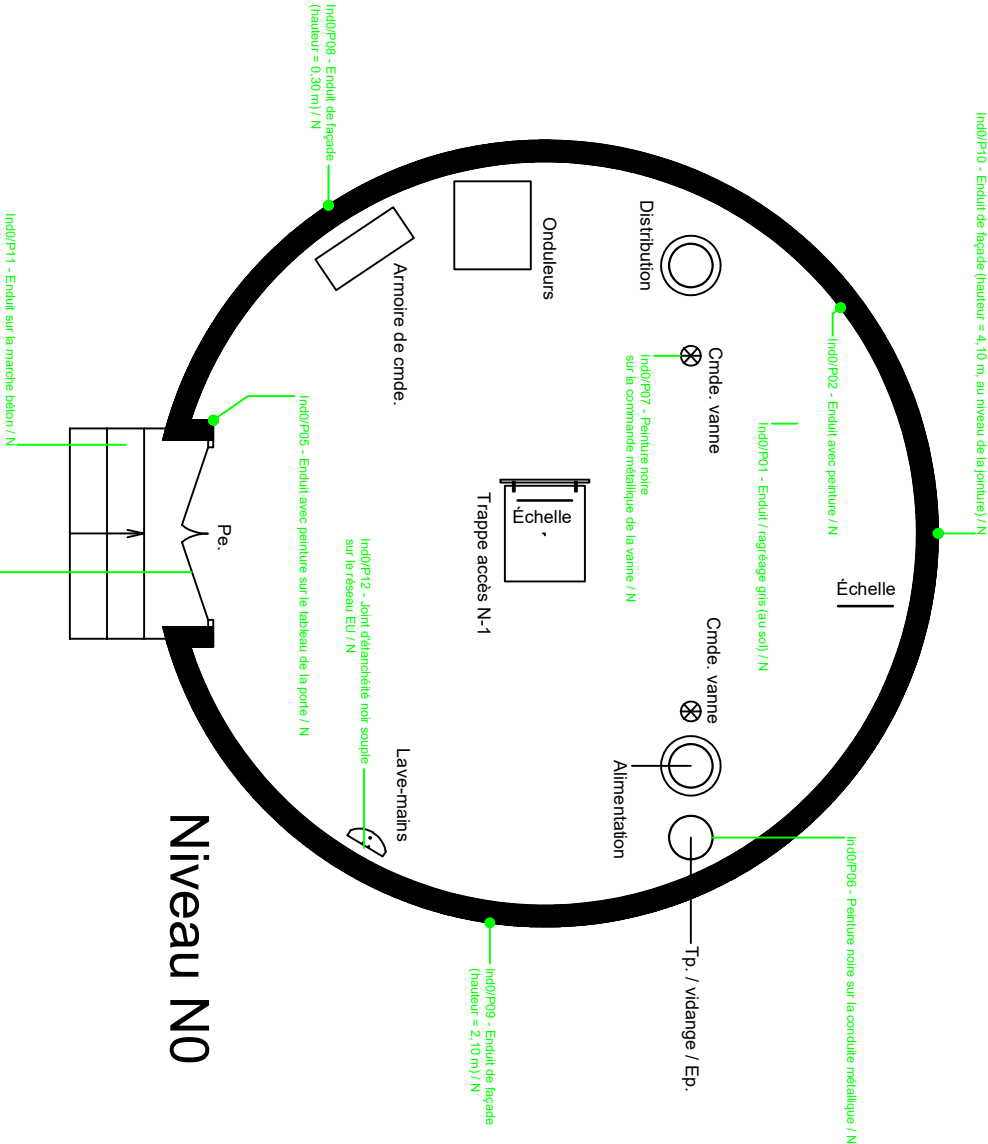 Ind0/P10 - Enduit de façade (hauteur = 4,10 m, au niveau de la jointure) / N
Ind0/P02 - Enduit avec peinture / N
Ind0/P06 - Peinture noire sur la conduite métallique / N
Échelle
Ind0/P01 - Enduit / ragréage gris (au sol) / N
Cmde. vanne
Cmde. vanne
Tp. / vidange / Ep.
Distribution
Ind0/P07 - Peinture noire
sur la commande métallique de la vanne / N
Alimentation
Onduleurs
Échelle
Trappe accès N-1
Ind0/P09 - Enduit de façade
(hauteur = 2,10 m) / N
Armoire de cmde.
Lave-mains
Ind0/P12 - Joint d'étanchéité noir souple
sur le réseau EU / N
Ind0/P08 - Enduit de façade
(hauteur = 0,30 m) / N
Ind0/P05 - Enduit avec peinture sur le tableau de la porte / N
Pe.
Niveau N0
Ind0/P11 - Enduit sur la marche béton / N